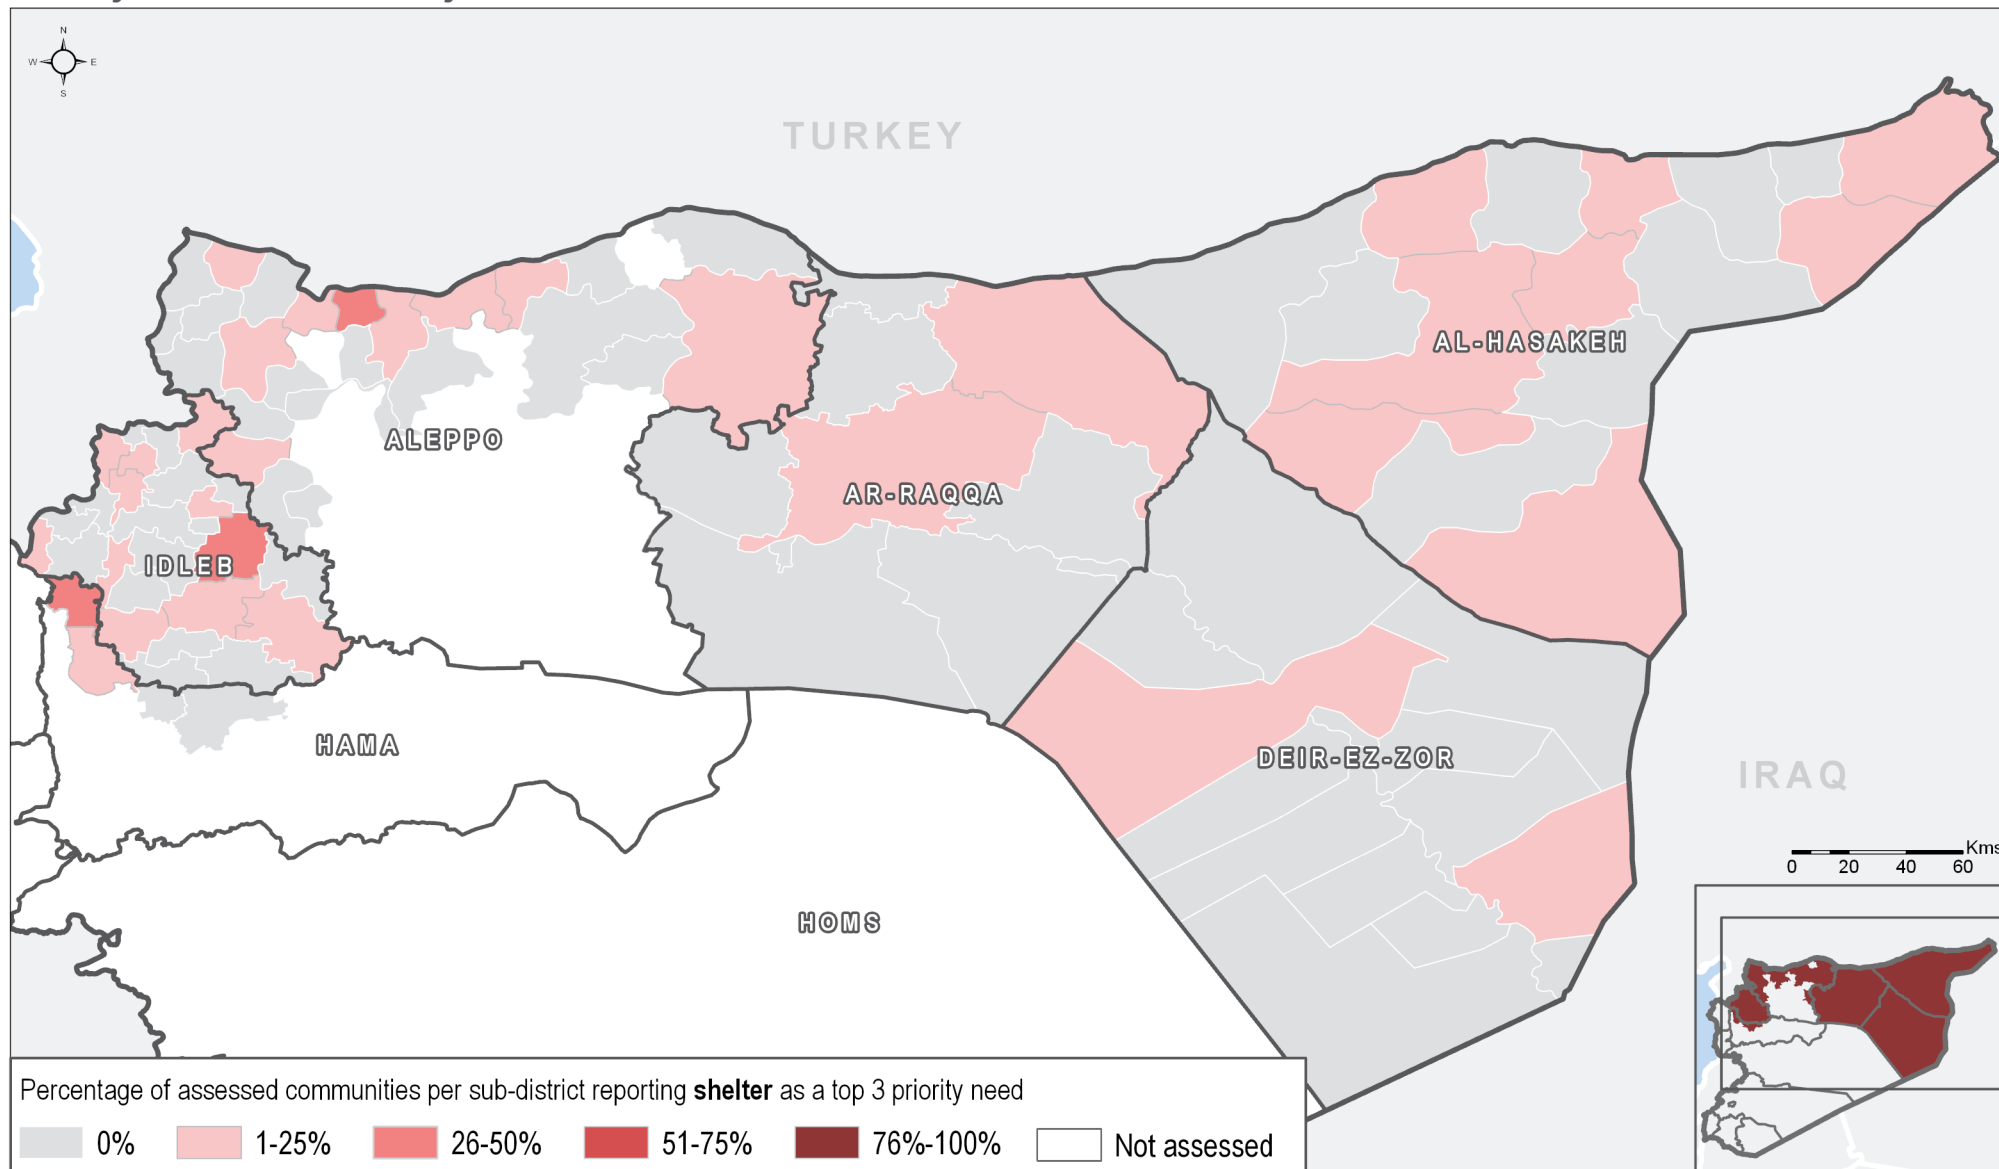 N
W E
S
TURKEY
AL-HASAKEH
ALEPPO
AR-RAQQA
IDLEB
HAMA
DEIR-EZ-ZOR
IRAQ
HOMS
Kms
0 20 40 60
Percentage of assessed communities per sub-district reporting shelter as a top 3 priority need
0% 1-25% 26-50% 51-75% 76%-100% Not assessed